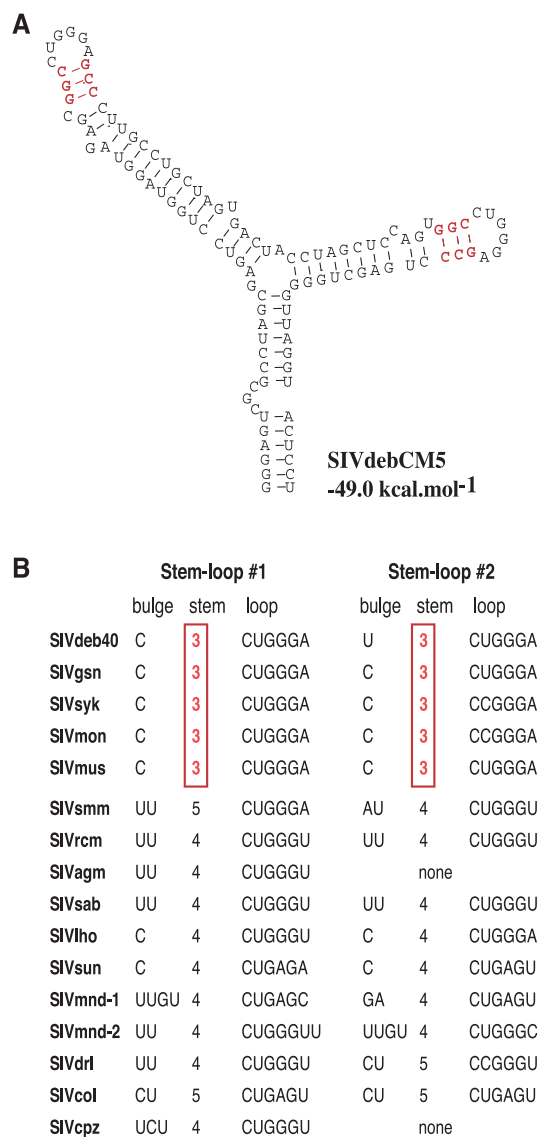 A
C U G G G A
C G G C G A G A U G G A U G G U C C U G A G C
G C C C U U G C C U G C U A G U G A C U A C
C U A G C U C C A G U G G C C U G G G A
G G G U C G A G U C C C G
C G A U C C G C G C U G A G G G
G U U A G G U A C U C C U
SIVdebCM5
-49.0 kcal.mol-1
B
Stem-loop #1 Stem-loop #2
bulge stem loop bulge stem loop
SIVdeb40 C 3 CUGGGA U 3 CUGGGA
SIVgsn C 3 CUGGGA C 3 CUGGGA
SIVsyk C 3 CUGGGA C 3 CCGGGA
SIVmon C 3 CUGGGA C 3 CCGGGA
SIVmus C 3 CUGGGA C 3 CUGGGA
SIVsmm UU 5 CUGGGA AU 4 CUGGGU
SIVrcm UU 4 CUGGGU UU 4 CUGGGU
SIVagm UU 4 CUGGGU none
SIVsab UU 4 CUGGGU UU 4 CUGGGU
SIVlho C 4 CUGGGU C 4 CUGGGA
SIVsun C 4 CUGAGA C 4 CUGAGU
SIVmnd-1 UUGU 4 CUGAGC GA 4 CUGAGU
SIVmnd-2 UU 4 CUGGGUU UUGU 4 CUGGGC
SIVdrl UU 4 CUGGGU CU 5 CCGGGU
SIVcol CU 5 CUGAGU CU 5 CUGAGU
SIVcpz UCU 4 CUGGGU none